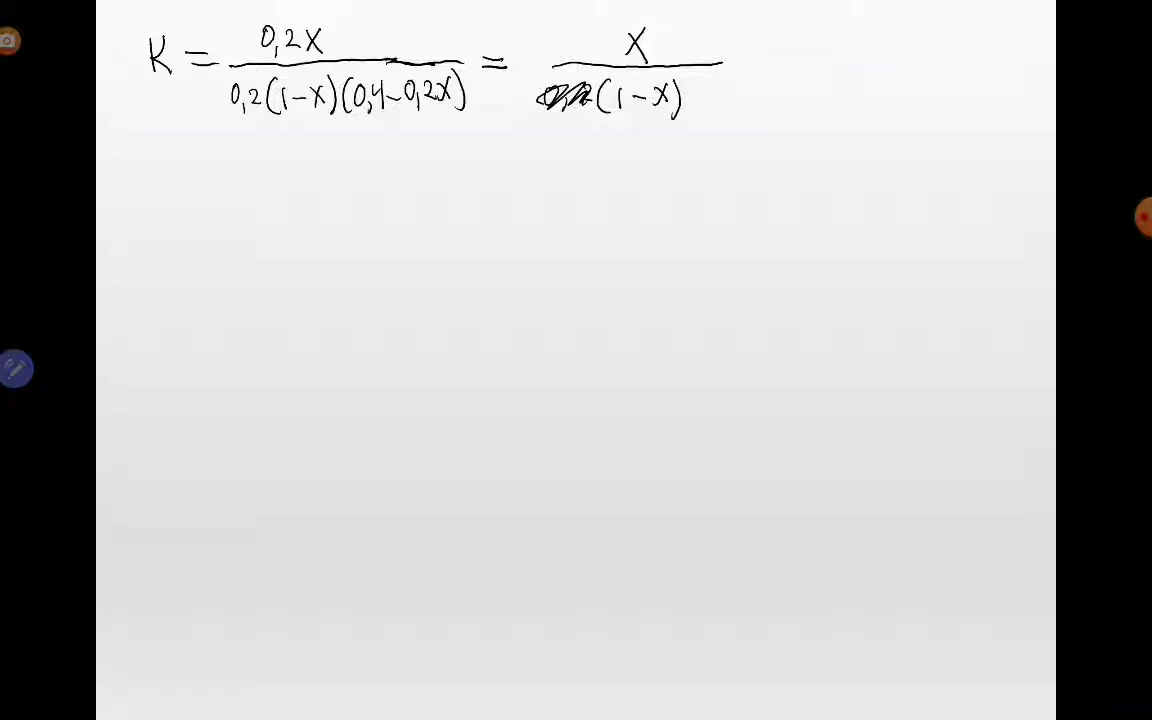 K = 0,2X / 0,2(1-X)(0,4-0,2X) = X / (1-X)